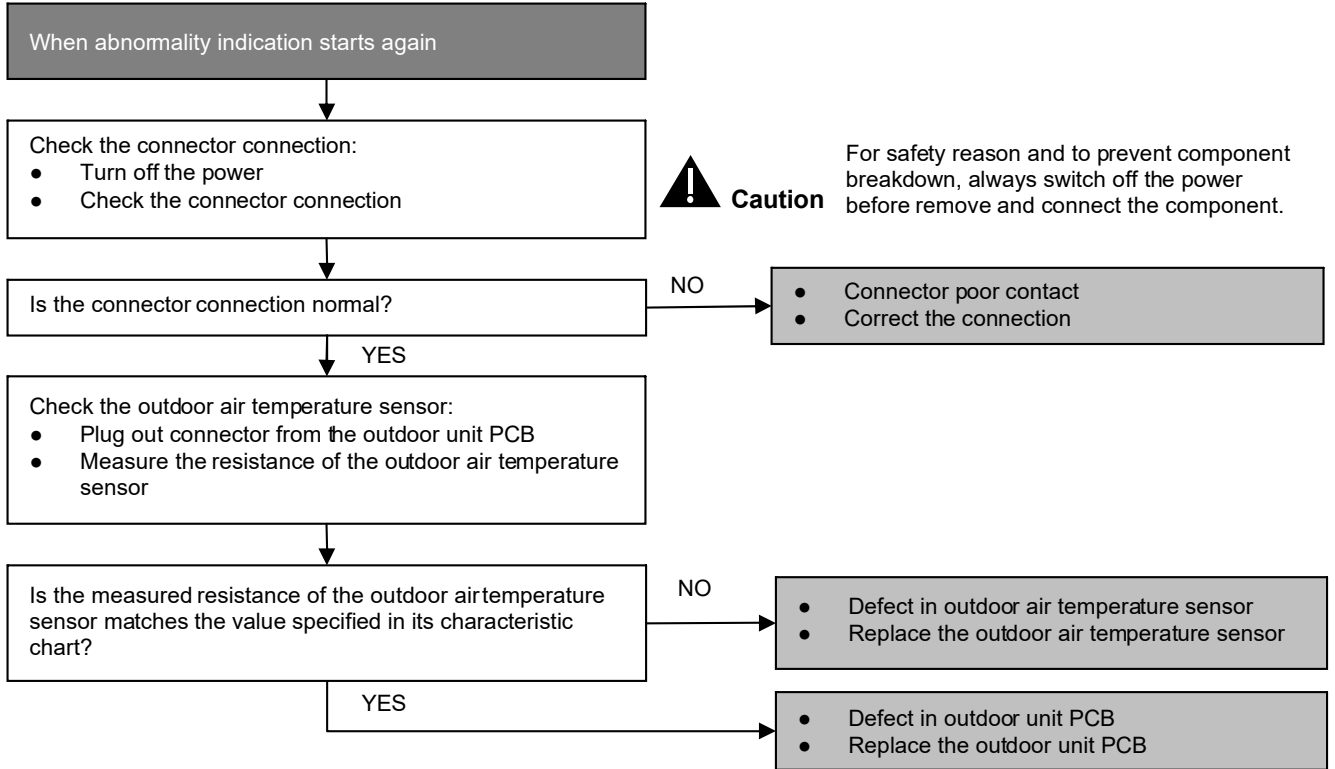 When abnormality indication starts again
Check the connector connection:
● Turn off the power
● Check the connector connection
Caution
For safety reason and to prevent component
breakdown, always switch off the power
before remove and connect the component.
Is the connector connection normal?
NO
● Connector poor contact
● Correct the connection
YES
Check the outdoor air temperature sensor:
● Plug out connector from the outdoor unit PCB
● Measure the resistance of the outdoor air temperature
sensor
Is the measured resistance of the outdoor air temperature
sensor matches the value specified in its characteristic
chart?
NO
● Defect in outdoor air temperature sensor
● Replace the outdoor air temperature sensor
YES
● Defect in outdoor unit PCB
● Replace the outdoor unit PCB